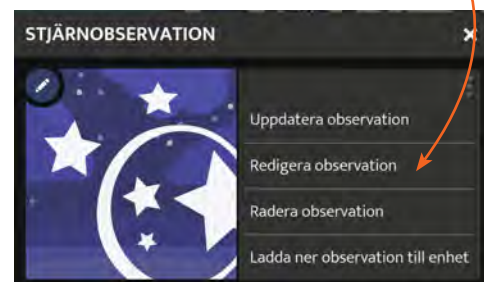 STJÄRNOBSERVATION
Uppdatera observation
Redigera observation
Radera observation
Ladda ner observation till enhet